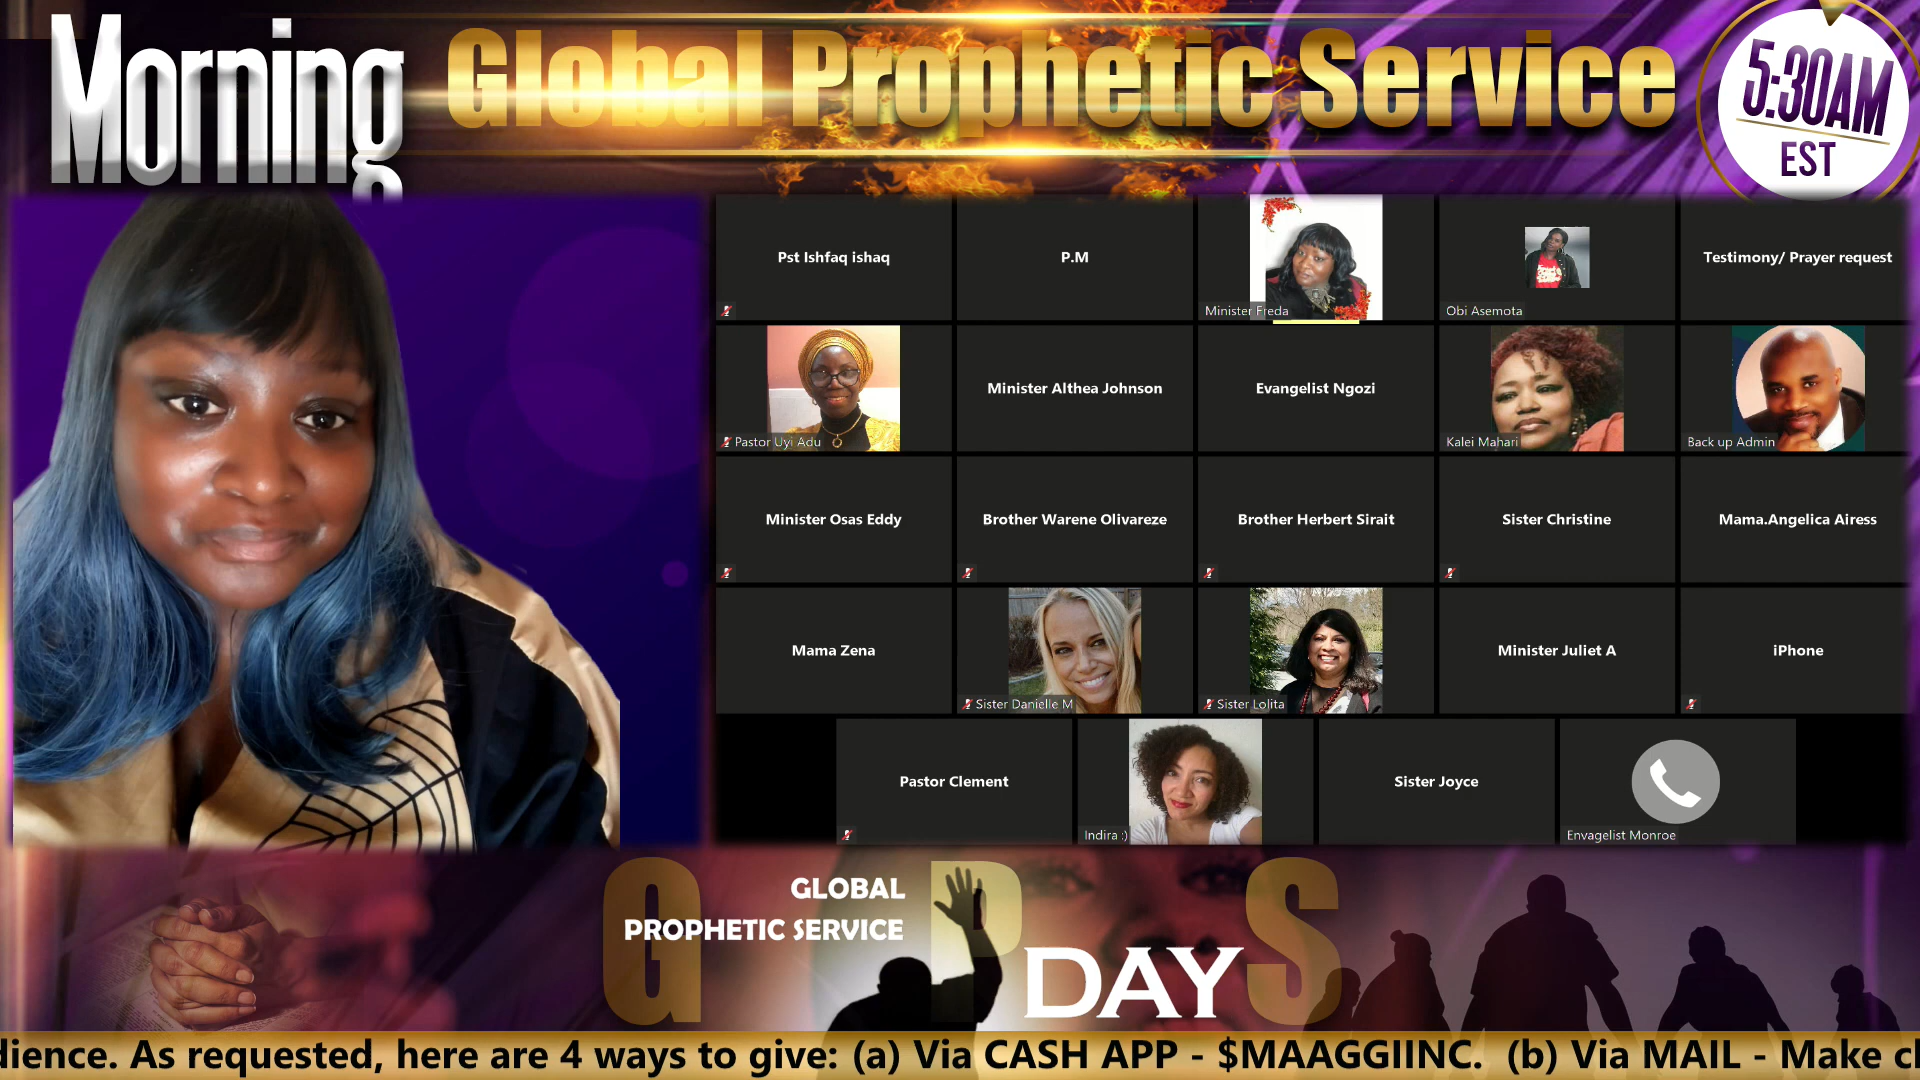 Morning
Global Prophetic Service
5:30AM
EST
Pst Ishfaq ishaq
P.M
Minister Freda
Obi Asemota
Testimony/ Prayer request
Pastor Uyi Adu
Minister Althea Johnson
Evangelist Ngozi
Kalei Mahari
Back up Admin
Minister Osas Eddy
Brother Warene Olivareze
Brother Herbert Sirait
Sister Christine
Mama.Angelica Airess
Mama Zena
Sister Danielle M
Sister Lolita
Minister Juliet A
iPhone
Pastor Clement
Indira :)
Sister Joyce
Envagelist Monroe
G P S
GLOBAL
PROPHETIC SERVICE
DAY
dience. As requested, here are 4 ways to give: (a) Via CASH APP - $MAAGGIINC. (b) Via MAIL - Make